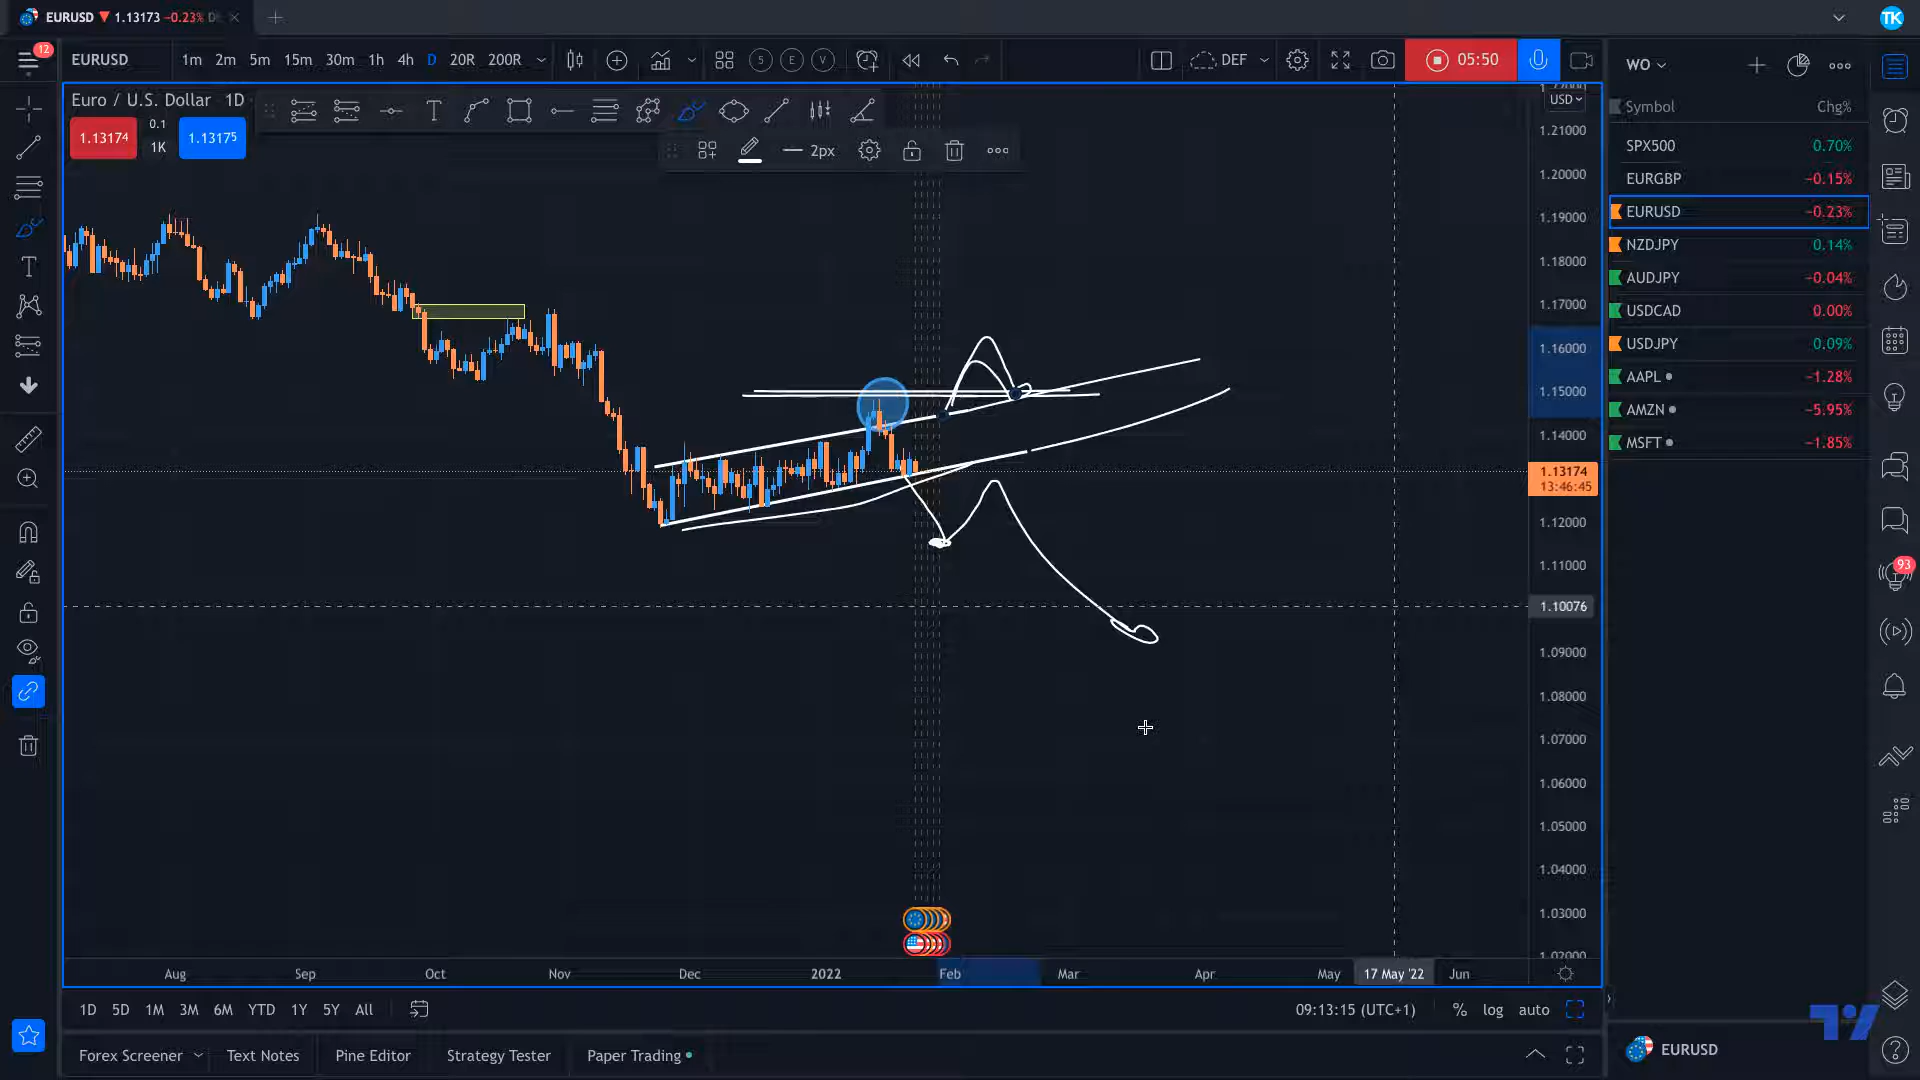 EURUSD 1.13173 −0.23%
TK
12
EURUSD 1m 2m 5m 15m 30m 1h 4h D 20R 200R S E V DEF 05:50
WO
Euro / U.S. Dollar 1D
USD
Symbol Chg%
1.13174 0.1 1.13175
1K
2px
SPX500 0.70%
EURGBP −0.15%
EURUSD −0.23%
NZDJPY 0.14%
AUDJPY −0.04%
USDCAD 0.00%
USDJPY 0.09%
AAPL −1.28%
AMZN −5.95%
MSFT −1.85%
1.21000
1.20000
1.19000
1.18000
1.17000
1.16000
1.15000
1.14000
1.13174
13:46:45
1.12000
1.11000
1.10076
1.09000
1.08000
1.07000
1.06000
1.05000
1.04000
1.03000
1.02000
93
Aug Sep Oct Nov Dec 2022 Feb Mar Apr May 17 May '22 Jun
1D 5D 1M 3M 6M YTD 1Y 5Y All 09:13:15 (UTC+1) % log auto
Forex Screener Text Notes Pine Editor Strategy Tester Paper Trading
EURUSD